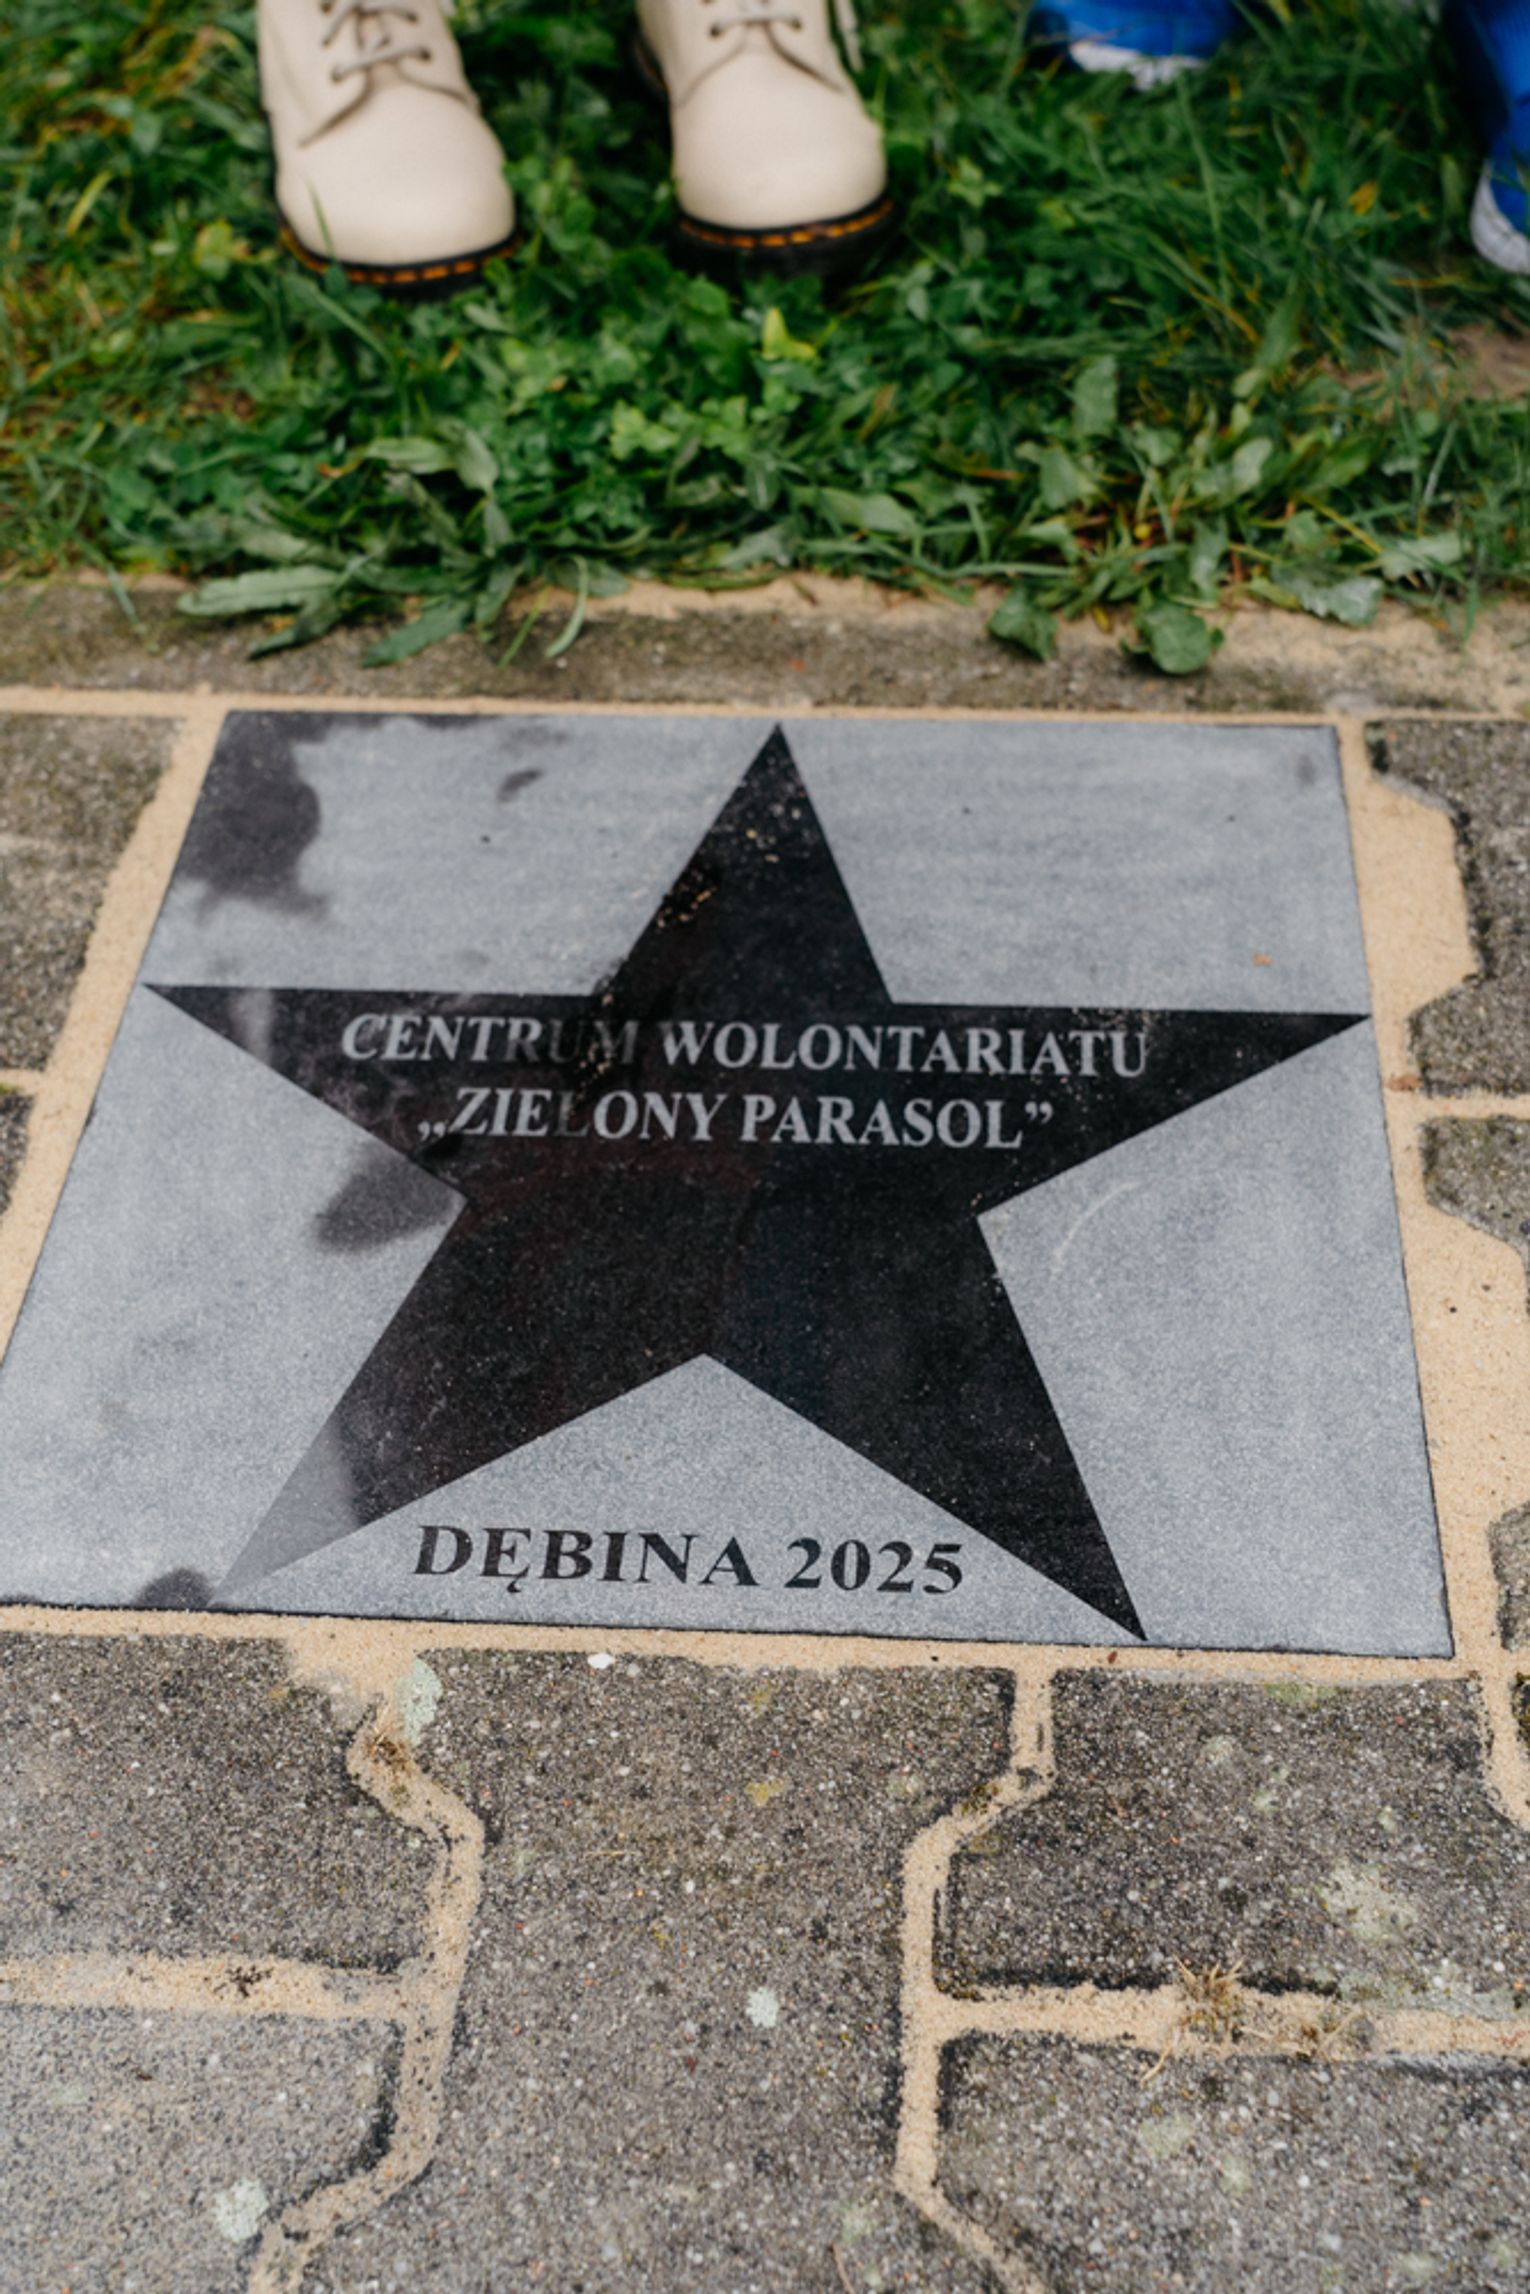 CENTRUM WOLONTARIATU
„ZIELONY PARASOL”
DĘBINA 2025